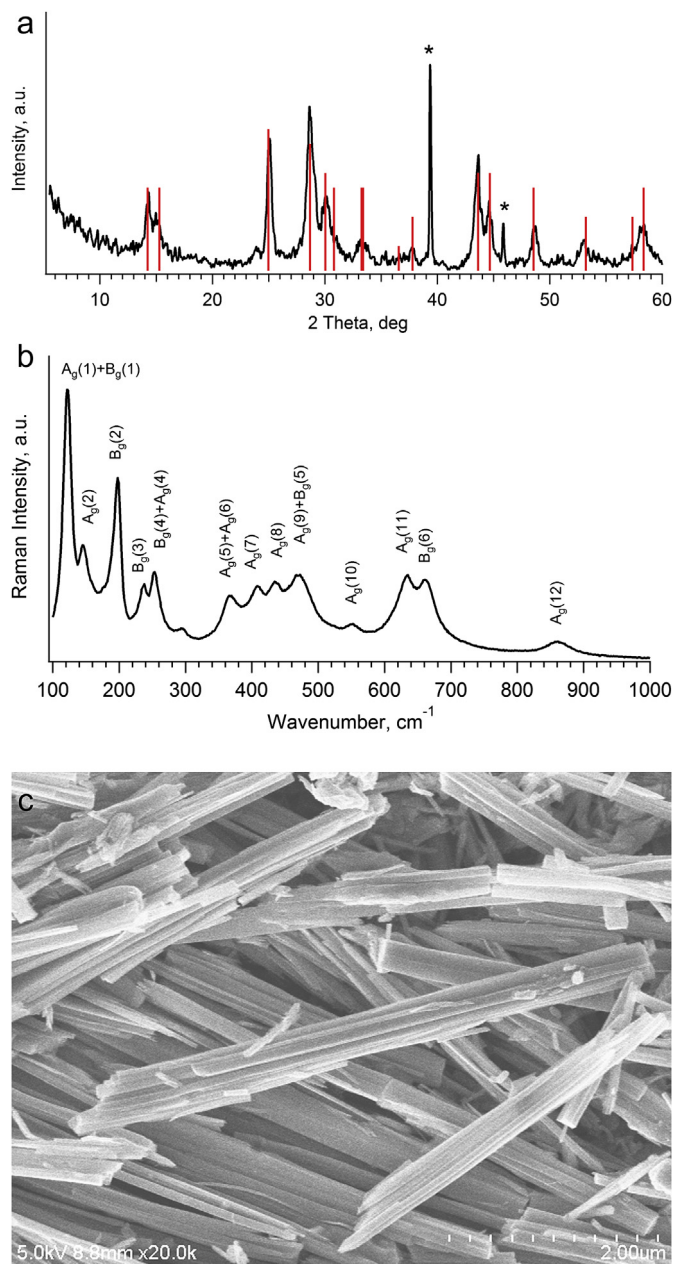 a
Intensity, a.u.
*
*
10 20 30 40 50 60
2 Theta, deg
b
Raman Intensity, a.u.
Ag(1)+Bg(1)
Ag(2)
Bg(2)
Bg(3)
Bg(4)+Ag(4)
Ag(5)+Ag(6)
Ag(7)
Ag(8)
Ag(9)+Bg(5)
Ag(10)
Ag(11)
Bg(6)
Ag(12)
100 200 300 400 500 600 700 800 900 1000
Wavenumber, cm-1
c
5.0kV 8.8mm x20.0k
2.00um